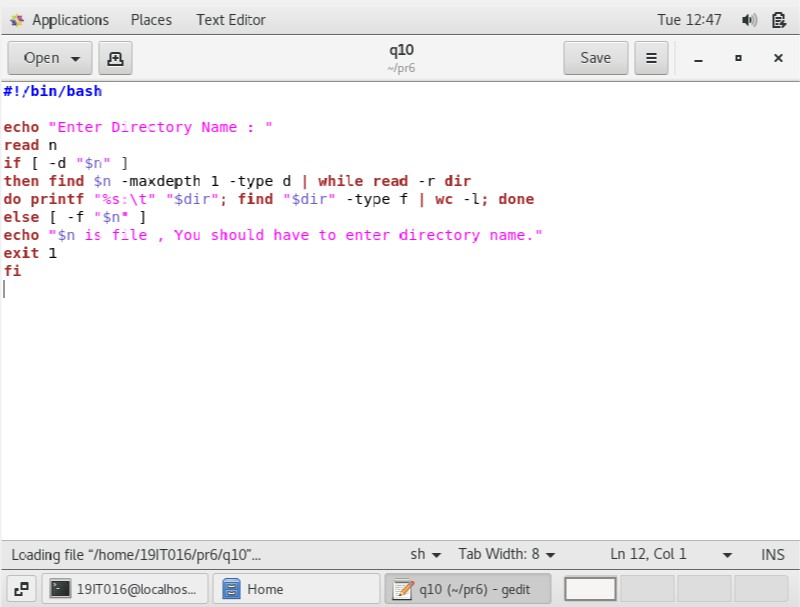 Applications Places Text Editor Tue 12:47
Open q10 Save
~/pr6
#!/bin/bash
echo "Enter Directory Name : "
read n
if [ -d "$n" ]
then find $n -maxdepth 1 -type d | while read -r dir
do printf "%s:\t" "$dir"; find "$dir" -type f | wc -l; done
else [ -f "$n" ]
echo "$n is file , You should have to enter directory name."
exit 1
fi
Loading file “/home/19IT016/pr6/q10”... sh Tab Width: 8 Ln 12, Col 1 INS
19IT016@localhos... Home q10 (~/pr6) - gedit